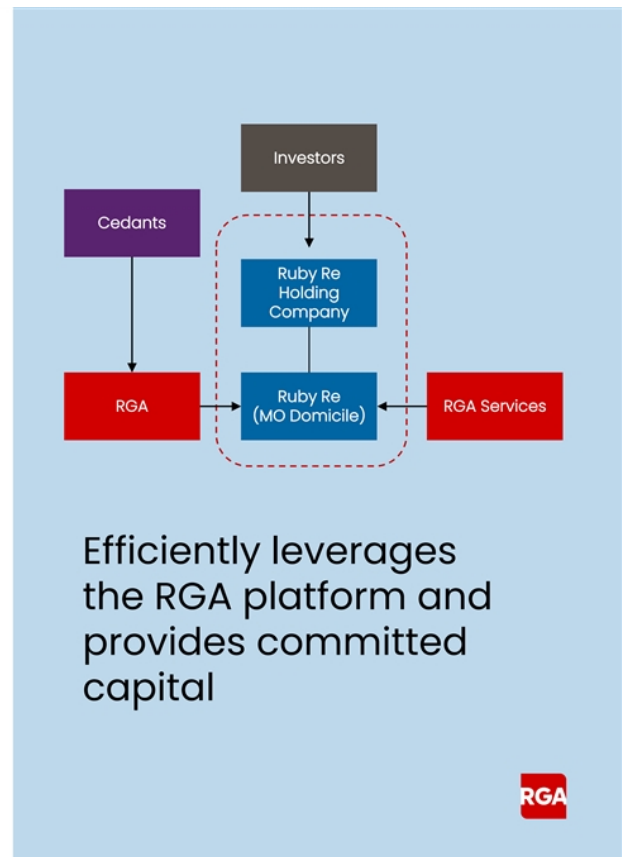 Investors
Cedants
Ruby Re
Holding
Company
RGA
Ruby Re
(MO Domicile)
RGA Services
Efficiently leverages
the RGA platform and
provides committed
capital
RGA